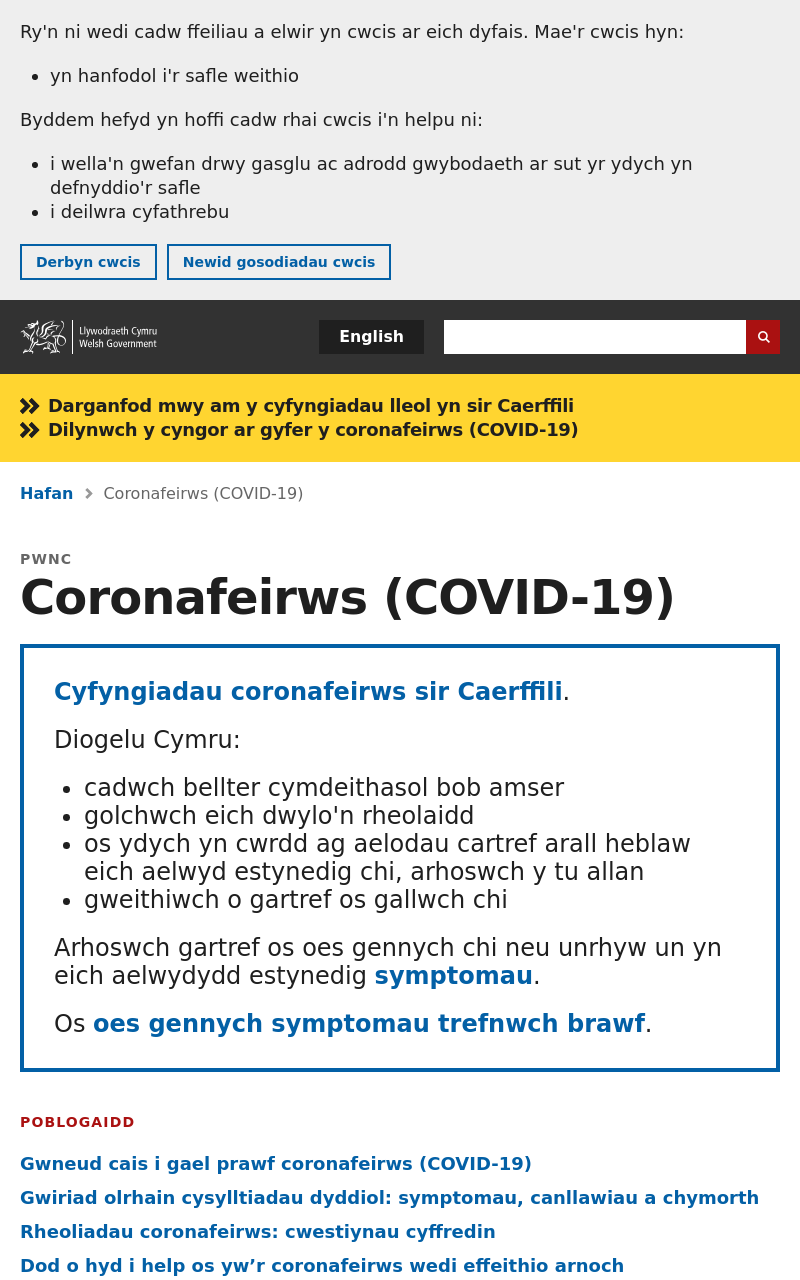 Ry'n ni wedi cadw ffeiliau a elwir yn cwcis ar eich dyfais. Mae'r cwcis hyn:
yn hanfodol i'r safle weithio
Byddem hefyd yn hoffi cadw rhai cwcis i'n helpu ni:
i wella'n gwefan drwy gasglu ac adrodd gwybodaeth ar sut yr ydych yn
defnyddio'r safle
i deilwra cyfathrebu
Derbyn cwcis
Newid gosodiadau cwcis
Llywodraeth Cymru
Welsh Government
English
Darganfod mwy am y cyfyngiadau lleol yn sir Caerffili
Dilynwch y cyngor ar gyfer y coronafeirws (COVID-19)
Hafan
Coronafeirws (COVID-19)
PWNC
Coronafeirws (COVID-19)
Cyfyngiadau coronafeirws sir Caerffili.
Diogelu Cymru:
cadwch bellter cymdeithasol bob amser
golchwch eich dwylo'n rheolaidd
os ydych yn cwrdd ag aelodau cartref arall heblaw
eich aelwyd estynedig chi, arhoswch y tu allan
gweithiwch o gartref os gallwch chi
Arhoswch gartref os oes gennych chi neu unrhyw un yn
eich aelwydydd estynedig symptomau.
Os oes gennych symptomau trefnwch brawf.
POBLOGAIDD
Gwneud cais i gael prawf coronafeirws (COVID-19)
Gwiriad olrhain cysylltiadau dyddiol: symptomau, canllawiau a chymorth
Rheoliadau coronafeirws: cwestiynau cyffredin
Dod o hyd i help os yw’r coronafeirws wedi effeithio arnoch